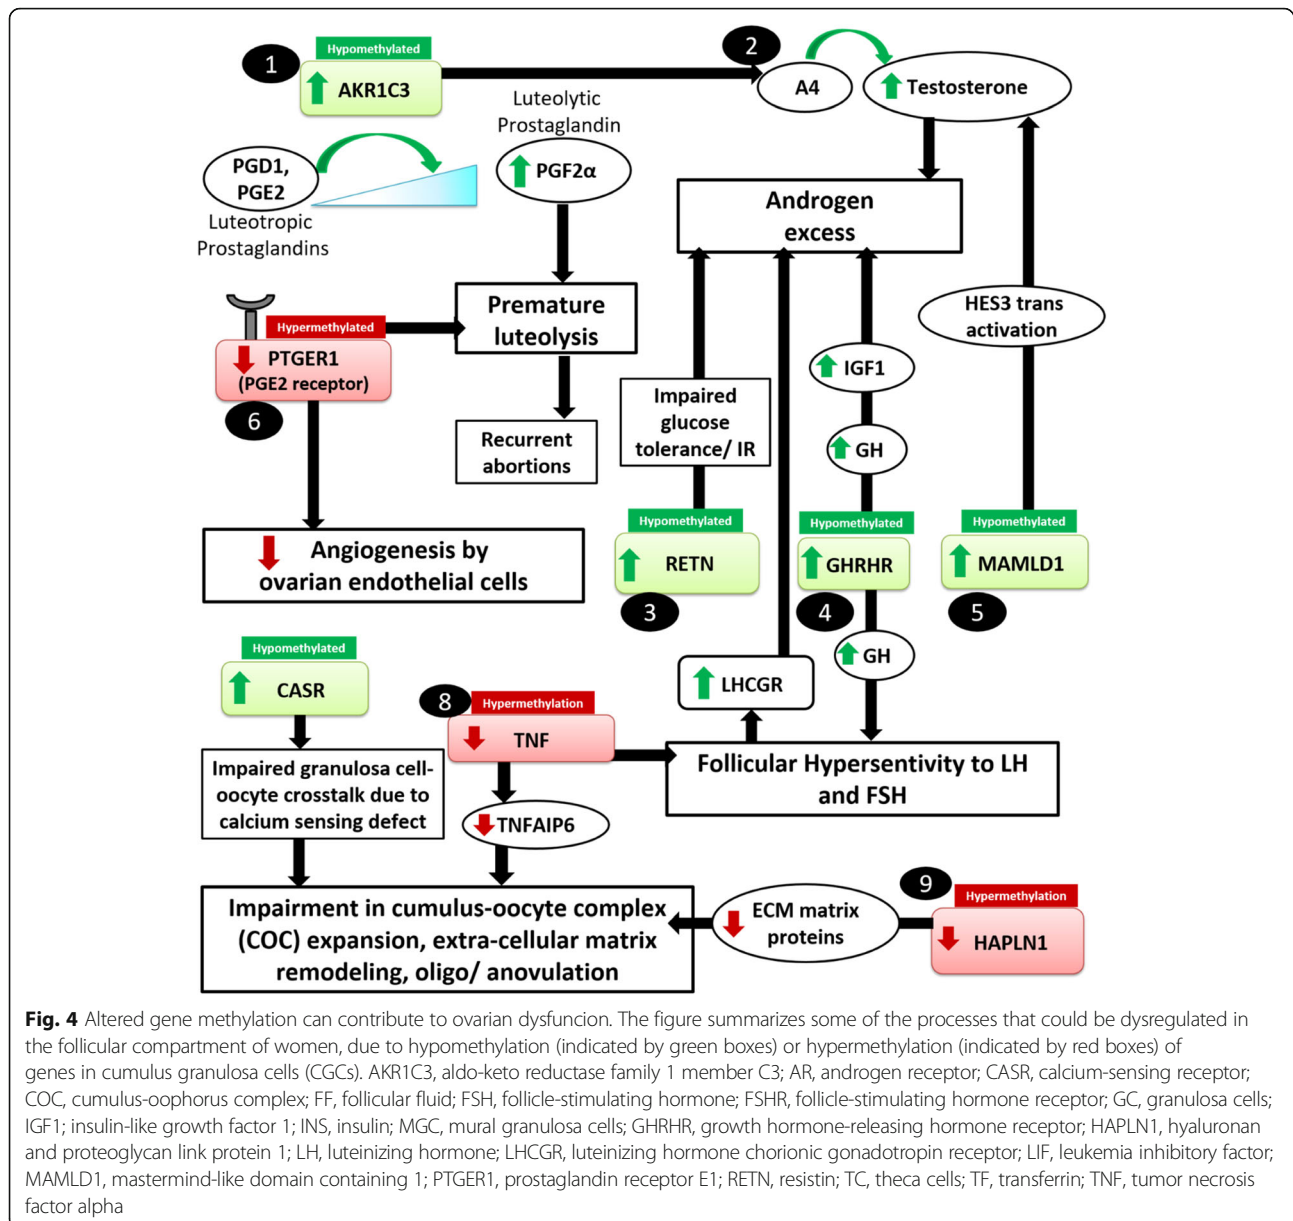 1
Hypomethylated
AKR1C3
2
A4
Testosterone
Luteolytic
Prostaglandin
PGD1,
PGE2
PGF2α
Luteotropic
Prostaglandins
Androgen
excess
Premature
luteolysis
HES3 trans
activation
Hypermethylated
PTGER1
(PGE2 receptor)
6
IGF1
Impaired
glucose
tolerance/ IR
GH
Recurrent
abortions
Hypomethylated
RETN
3
Hypomethylated
GHRHR
4
Hypomethylated
MAMLD1
5
Angiogenesis by
ovarian endothelial cells
GH
Hypomethylated
CASR
8
Hypermethylation
TNF
LHCGR
Impaired granulosa cell-
oocyte crosstalk due to
calcium sensing defect
TNFAIP6
Follicular Hypersentivity to LH
and FSH
9
Hypermethylation
HAPLN1
ECM matrix
proteins
Impairment in cumulus-oocyte complex
(COC) expansion, extra-cellular matrix
remodeling, oligo/ anovulation
Fig. 4 Altered gene methylation can contribute to ovarian dysfuncion. The figure summarizes some of the processes that could be dysregulated in
the follicular compartment of women, due to hypomethylation (indicated by green boxes) or hypermethylation (indicated by red boxes) of
genes in cumulus granulosa cells (CGCs). AKR1C3, aldo-keto reductase family 1 member C3; AR, androgen receptor; CASR, calcium-sensing receptor;
COC, cumulus-oophorus complex; FF, follicular fluid; FSH, follicle-stimulating hormone; FSHR, follicle-stimulating hormone receptor; GC, granulosa cells;
IGF1; insulin-like growth factor 1; INS, insulin; MGC, mural granulosa cells; GHRHR, growth hormone-releasing hormone receptor; HAPLN1, hyaluronan
and proteoglycan link protein 1; LH, luteinizing hormone; LHCGR, luteinizing hormone chorionic gonadotropin receptor; LIF, leukemia inhibitory factor;
MAMLD1, mastermind-like domain containing 1; PTGER1, prostaglandin receptor E1; RETN, resistin; TC, theca cells; TF, transferrin; TNF, tumor necrosis
factor alpha